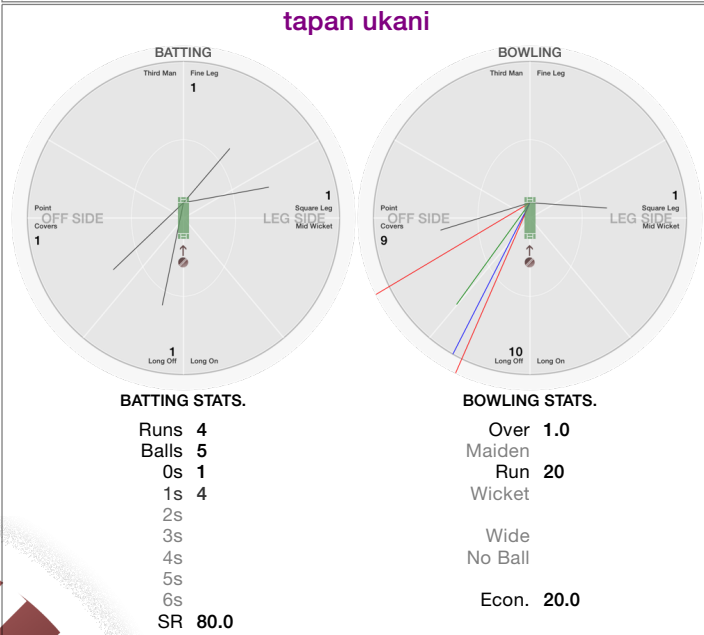 tapan ukani
BATTING
Third Man Fine Leg
1
Point
OFF SIDE
Covers
1
1
Square Leg
LEG SIDE
Mid Wicket
1
Long Off Long On
BOWLING
Third Man Fine Leg
Point
OFF SIDE
Covers
9
1
Square Leg
LEG SIDE
Mid Wicket
10
Long Off Long On
BATTING STATS.
Runs 4
Balls 5
0s 1
1s 4
2s
3s
4s
5s
6s
SR 80.0
BOWLING STATS.
Over 1.0
Maiden
Run 20
Wicket
Wide
No Ball
Econ. 20.0